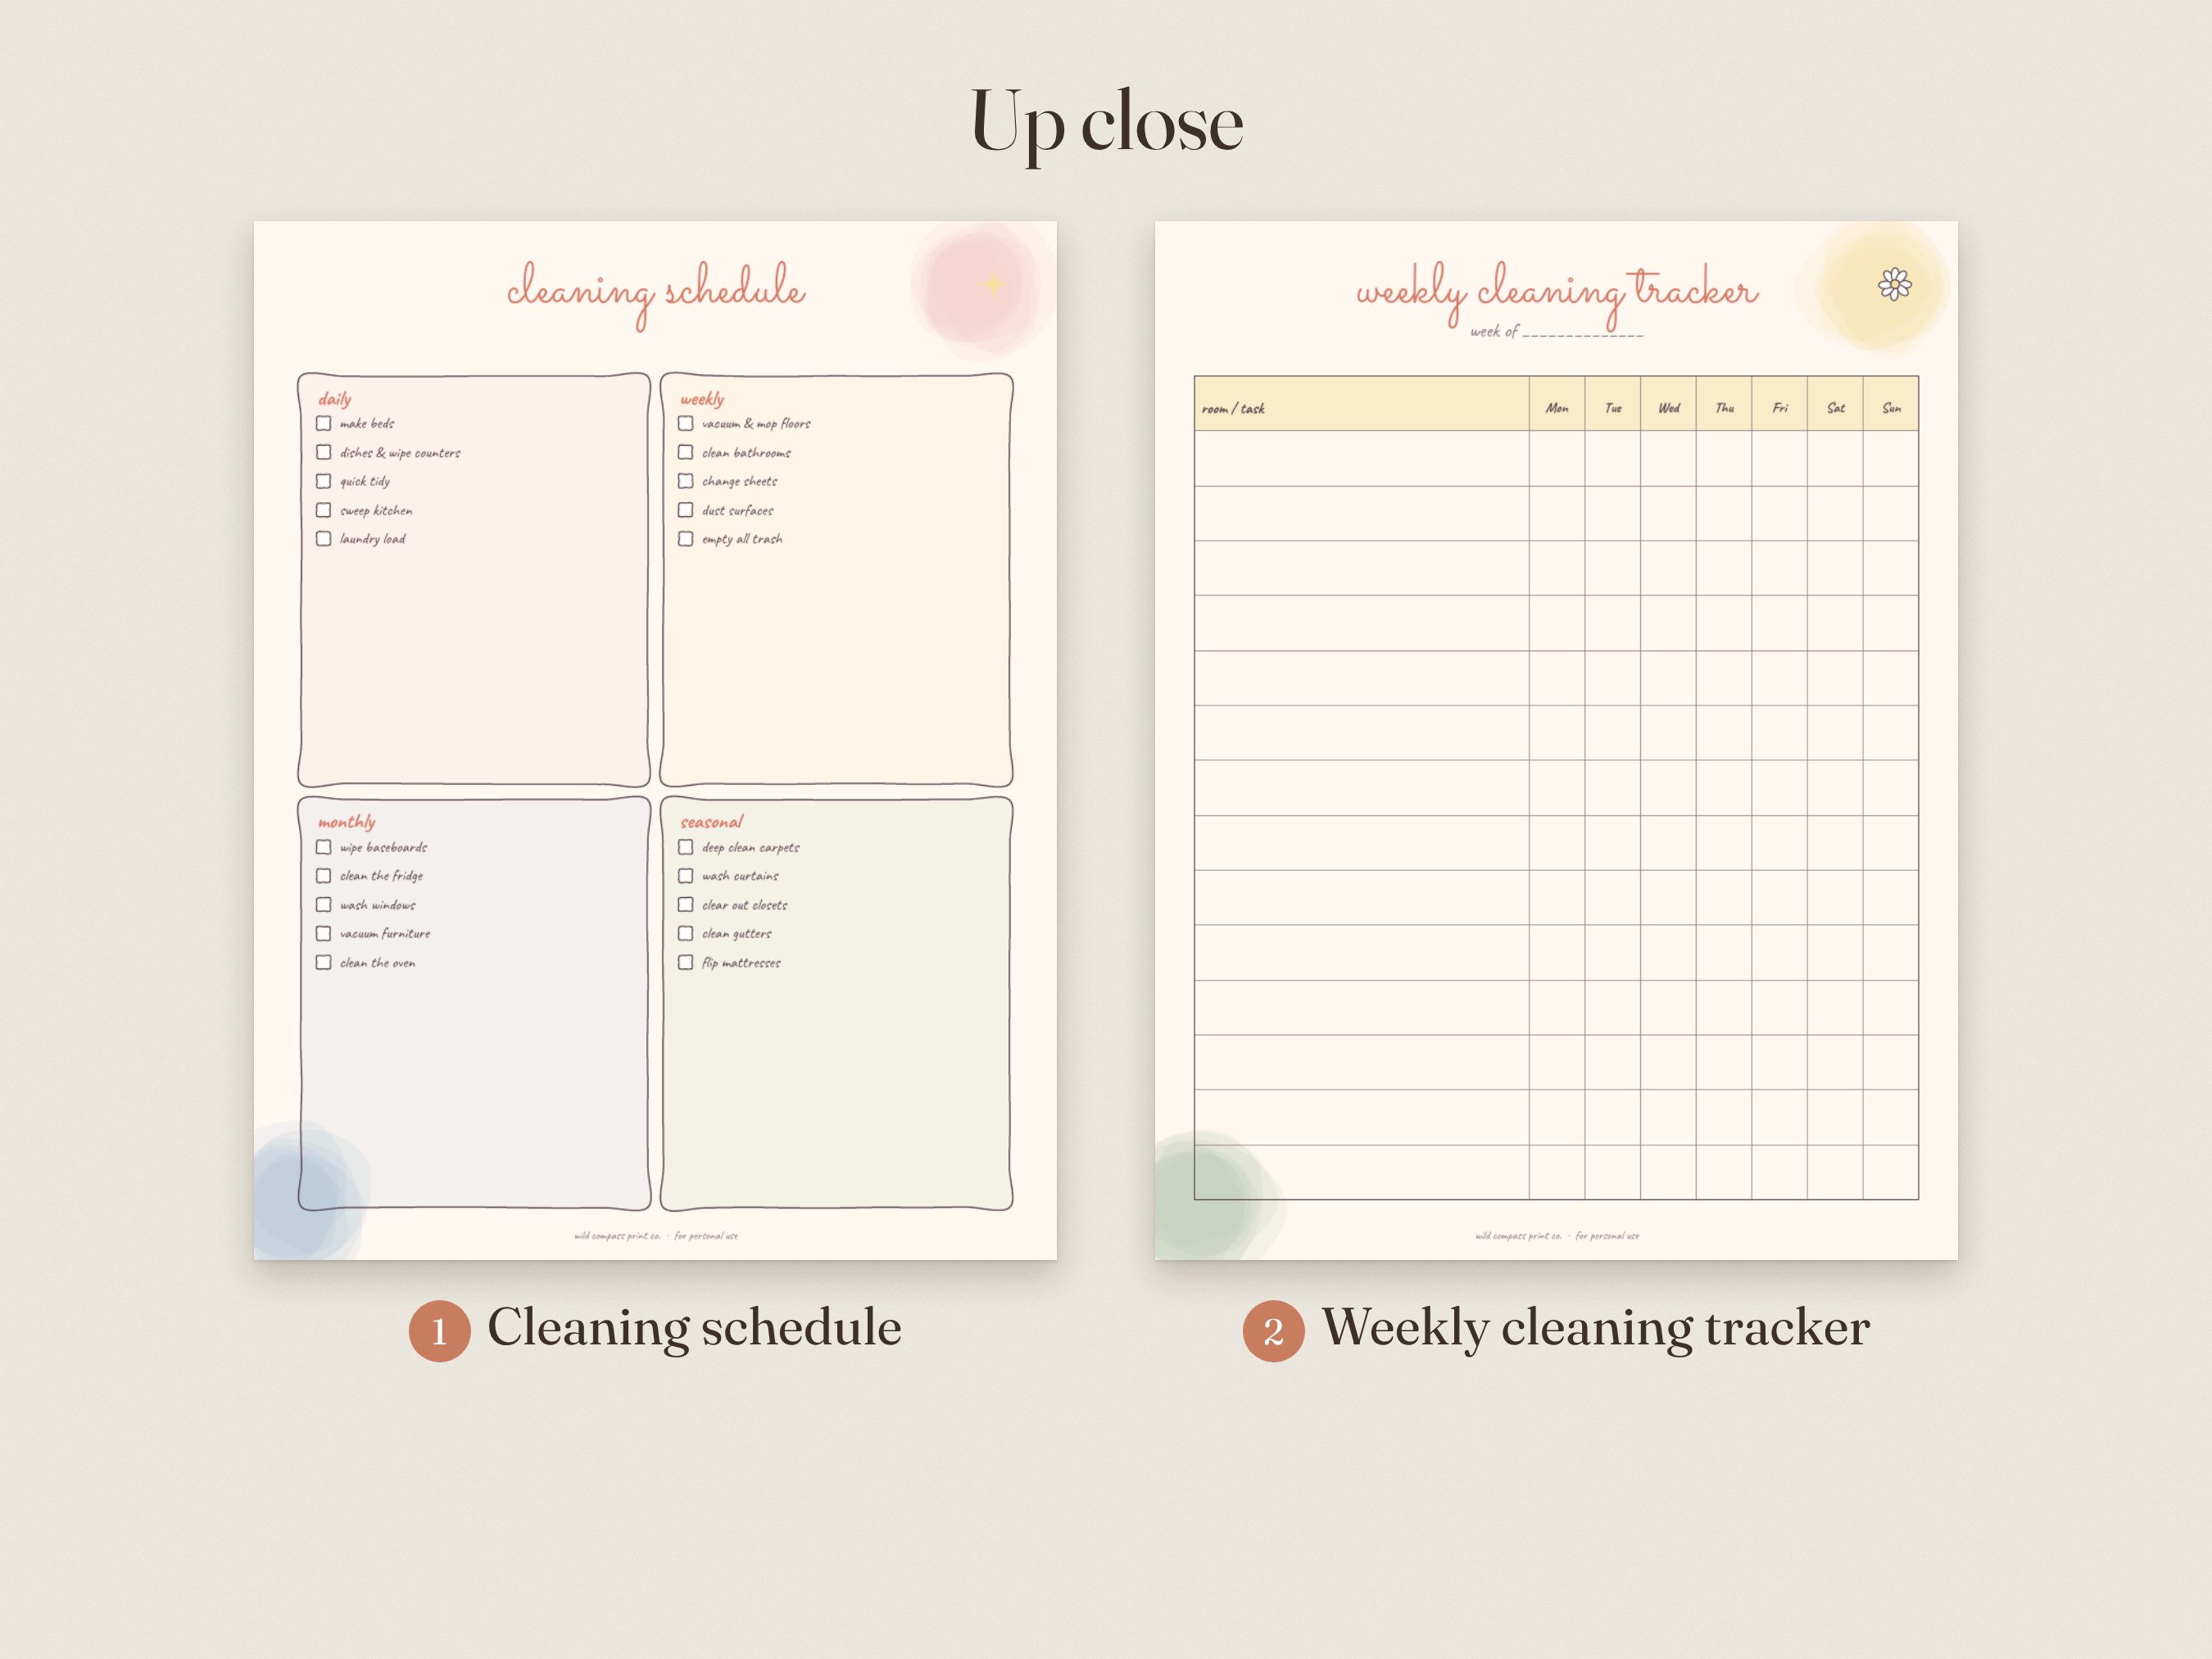 Up close
cleaning schedule
daily
make beds
dishes & wipe counters
quick tidy
sweep kitchen
laundry load
weekly
vacuum & mop floors
clean bathrooms
change sheets
dust surfaces
empty all trash
monthly
wipe baseboards
clean the fridge
wash windows
vacuum furniture
clean the oven
seasonal
deep clean carpets
wash curtains
clear out closets
clean gutters
flip mattresses
wild compass print co. · for personal use
1 Cleaning schedule
weekly cleaning tracker
week of ______________
room / task Mon Tue Wed Thu Fri Sat Sun
wild compass print co. · for personal use
2 Weekly cleaning tracker